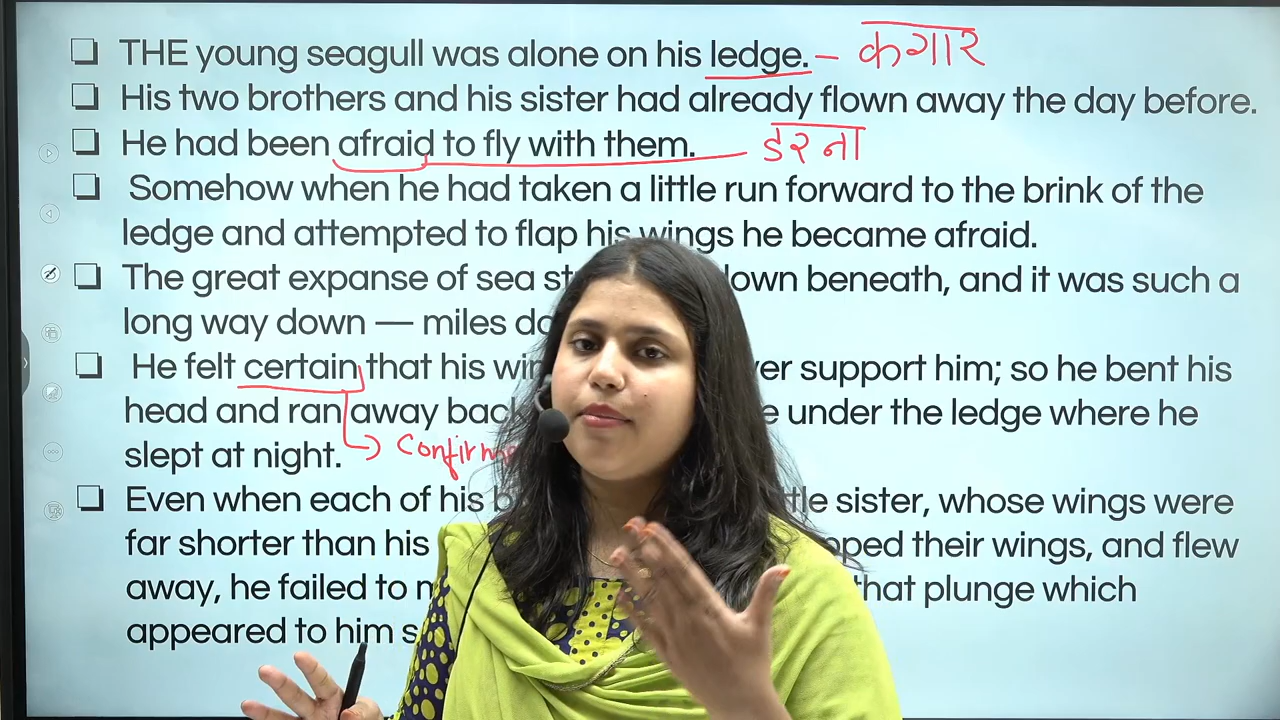 THE young seagull was alone on his ledge. – कगार
His two brothers and his sister had already flown away the day before.
He had been afraid to fly with them. डरना
Somehow when he had taken a little run forward to the brink of the
ledge and attempted to flap his wings he became afraid.
The great expanse of sea down beneath, and it was such a
long way down — miles
He felt certain that his support him; so he bent his
head and ran away under the ledge where he
slept at night.
Even when each of his sister, whose wings were
far shorter than his their wings, and flew
away, he failed to that plunge which
appeared to him